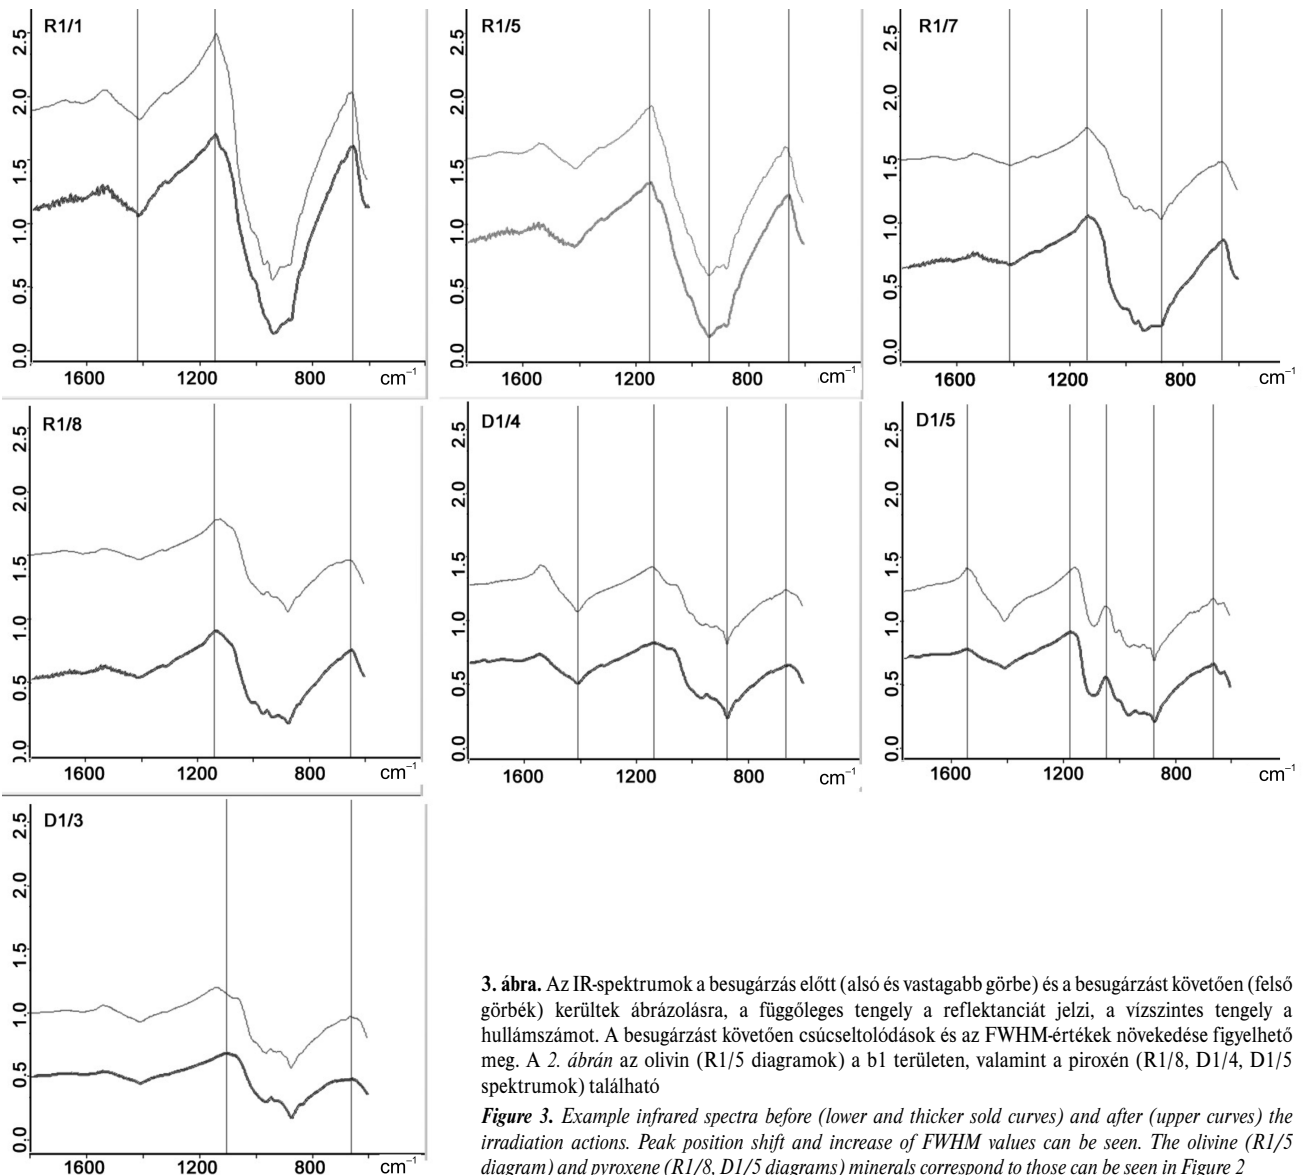 R1/1
2.5
2.0
1.5
1.0
0.5
0.0
1600 1200 800 cm⁻¹
R1/5
2.5
2.0
1.5
1.0
0.5
0.0
1600 1200 800 cm⁻¹
R1/7
2.5
2.0
1.5
1.0
0.5
0.0
1600 1200 800 cm⁻¹
R1/8
2.5
2.0
1.5
1.0
0.5
0.0
1600 1200 800 cm⁻¹
D1/4
2.5
2.0
1.5
1.0
0.5
0.0
1600 1200 800 cm⁻¹
D1/5
2.5
2.0
1.5
1.0
0.5
0.0
1600 1200 800 cm⁻¹
D1/3
2.5
2.0
1.5
1.0
0.5
0.0
1600 1200 800 cm⁻¹
3. ábra. Az IR-spektrumok a besugárzás előtt (alsó és vastagabb görbe) és a besugárzást követően (felső
görbék) kerültek ábrázolásra, a függőleges tengely a reflektanciát jelzi, a vízszintes tengely a
hullámszámot. A besugárzást követően csúcseltolódások és az FWHM-értékek növekedése figyelhető
meg. A 2. ábrán az olivin (R1/5 diagramok) a b1 területen, valamint a piroxén (R1/8, D1/4, D1/5
spektrumok) található
Figure 3. Example infrared spectra before (lower and thicker sold curves) and after (upper curves) the
irradiation actions. Peak position shift and increase of FWHM values can be seen. The olivine (R1/5
diagram) and pyroxene (R1/8, D1/5 diagrams) minerals correspond to those can be seen in Figure 2